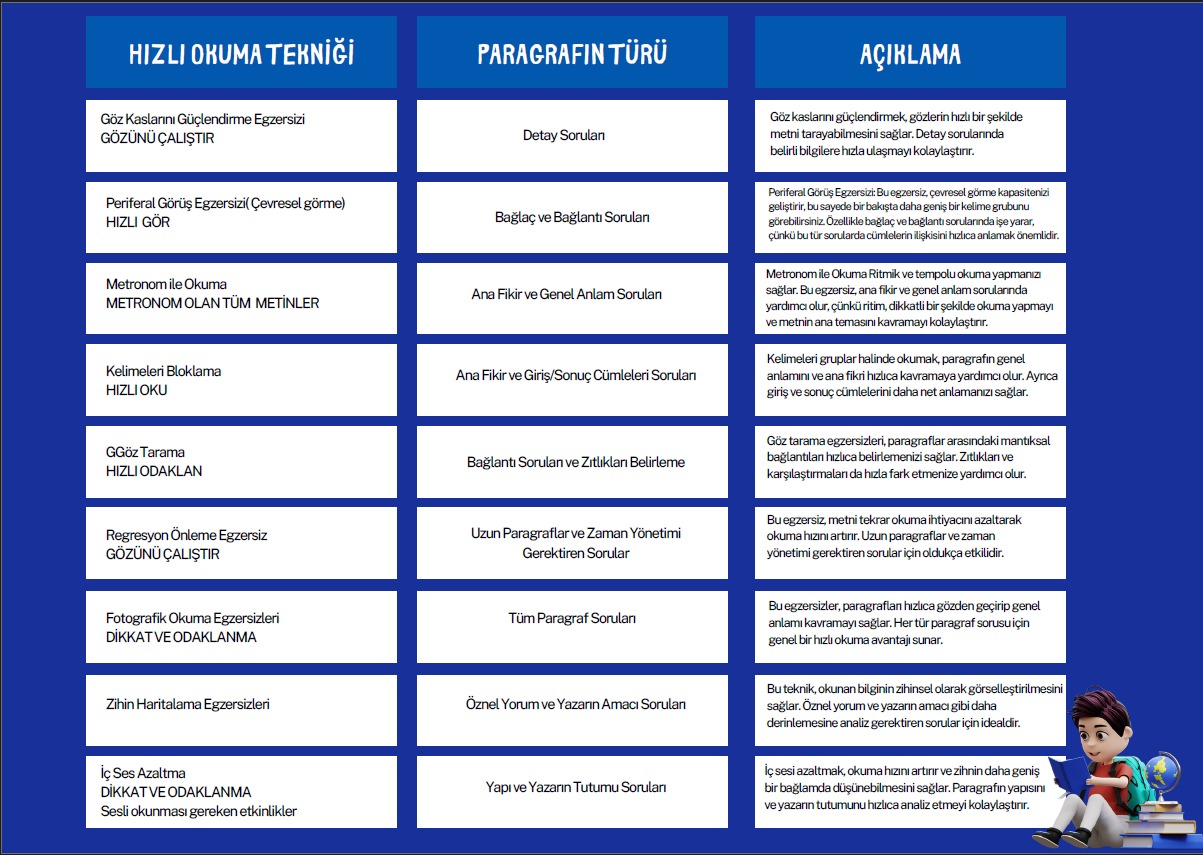 HIZLI OKUMA TEKNİĞİ
PARAGRAFIN TÜRÜ
AÇIKLAMA
Göz Kaslarını Güçlendirme Egzersizi
GÖZÜNÜ ÇALIŞTIR
Detay Soruları
Göz kaslarını güçlendirmek, gözlerin hızlı bir şekilde
metni tarayabilmesini sağlar. Detay sorularında
belirli bilgilere hızla ulaşmayı kolaylaştırır.
Periferal Görüş Egzersizi( Çevresel görme)
HIZLI GÖR
Bağlaç ve Bağlantı Soruları
Periferal Görüş Egzersizi: Bu egzersiz, çevresel görme kapasitenizi
geliştirir, bu sayede bir bakışta daha geniş bir kelime grubunu
görebilirsiniz. Özellikle bağlaç ve bağlantı sorularında işe yarar,
çünkü bu tür sorularda cümlelerin ilişkisini hızlıca anlamak önemlidir.
Metronom ile Okuma
METRONOM OLAN TÜM METİNLER
Ana Fikir ve Genel Anlam Soruları
Metronom ile Okuma Ritmik ve tempolu okuma yapmanızı
sağlar. Bu egzersiz, ana fikir ve genel anlam sorularında
yardımcı olur, çünkü ritim, dikkatli bir şekilde okuma yapmayı
ve metnin ana temasını kavramayı kolaylaştırır.
Kelimeleri Bloklama
HIZLI OKU
Ana Fikir ve Giriş/Sonuç Cümleleri Soruları
Kelimeleri gruplar halinde okumak, paragrafın genel
anlamını ve ana fikri hızlıca kavramaya yardımcı olur. Ayrıca
giriş ve sonuç cümlelerini daha net anlamanızı sağlar.
GGöz Tarama
HIZLI ODAKLAN
Bağlantı Soruları ve Zıtlıkları Belirleme
Göz tarama egzersizleri, paragraflar arasındaki mantıksal
bağlantıları hızlıca belirlemenizi sağlar. Zıtlıkları ve
karşılaştırmaları da hızla fark etmenize yardımcı olur.
Regresyon Önleme Egzersiz
GÖZÜNÜ ÇALIŞTIR
Uzun Paragraflar ve Zaman Yönetimi
Gerektiren Sorular
Bu egzersiz, metni tekrar okuma ihtiyacını azaltarak
okuma hızını artırır. Uzun paragraflar ve zaman
yönetimi gerektiren sorular için oldukça etkilidir.
Fotografik Okuma Egzersizleri
DİKKAT VE ODAKLANMA
Tüm Paragraf Soruları
Bu egzersizler, paragrafları hızlıca gözden geçirip genel
anlamı kavramayı sağlar. Her tür paragraf sorusu için
genel bir hızlı okuma avantajı sunar.
Zihin Haritalama Egzersizleri
Öznel Yorum ve Yazarın Amacı Soruları
Bu teknik, okunan bilginin zihinsel olarak görselleştirilmesini
sağlar. Öznel yorum ve yazarın amacı gibi daha
derinlemesine analiz gerektiren sorular için idealdir.
İç Ses Azaltma
DİKKAT VE ODAKLANMA
Sesli okunması gereken etkinlikler
Yapı ve Yazarın Tutumu Soruları
İç sesi azaltmak, okuma hızını artırır ve zihnin daha geniş
bir bağlamda düşünebilmesini sağlar. Paragrafın yapısını
ve yazarın tutumunu hızlıca analiz etmeyi kolaylaştırır.